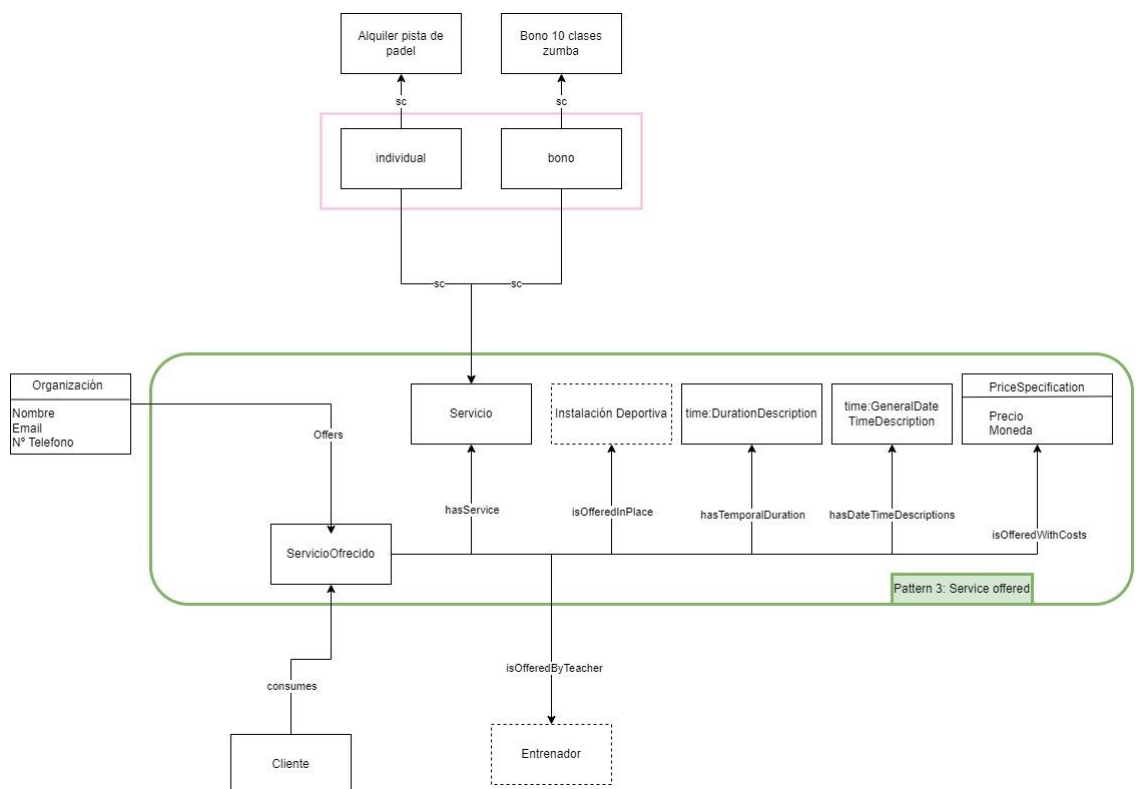 Alquiler pista de
padel
Bono 10 clases
zumba
sc
sc
individual
bono
sc
sc
Organización
Nombre
Email
Nº Telefono
Offers
Servicio
Instalación Deportiva
time:DurationDescription
time:GeneralDate
TimeDescription
PriceSpecification
Precio
Moneda
hasService
isOfferedInPlace
hasTemporalDuration
hasDateTimeDescriptions
isOfferedWithCosts
ServicioOfrecido
Pattern 3: Service offered
isOfferedByTeacher
consumes
Cliente
Entrenador